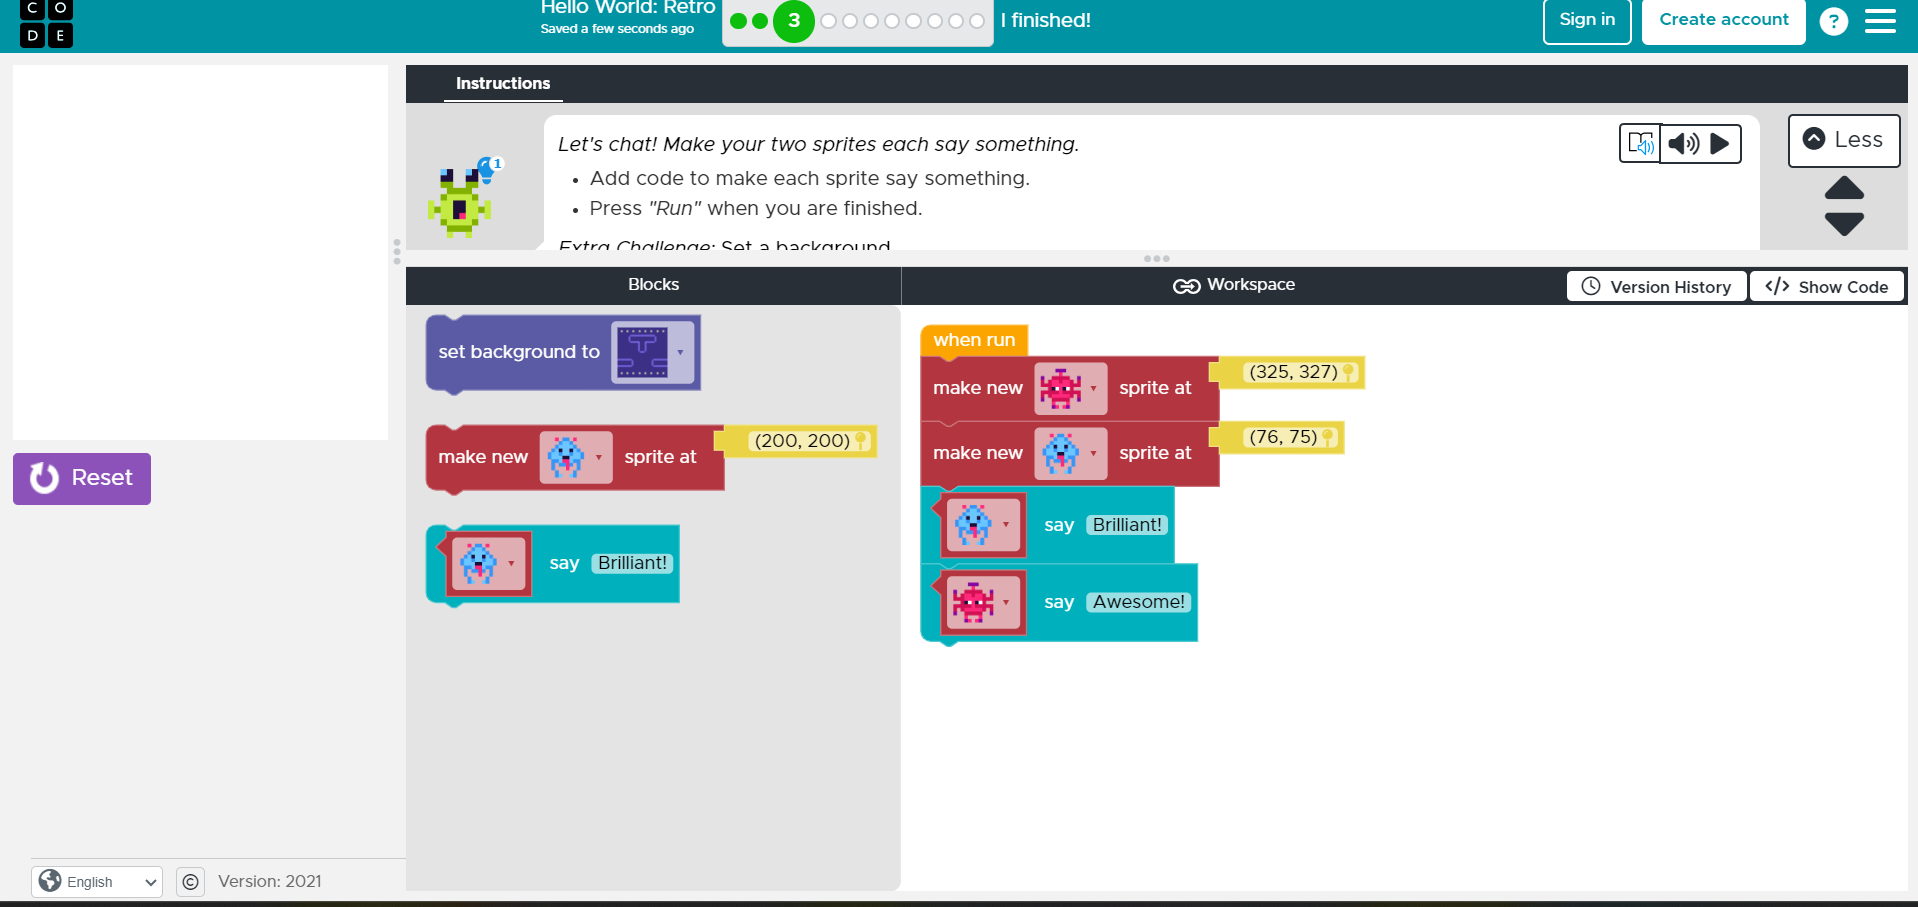 C O
D E
Hello World: Retro
Saved a few seconds ago
3
I finished!
Sign in
Create account
?
Instructions
1
Let's chat! Make your two sprites each say something.
• Add code to make each sprite say something.
• Press "Run" when you are finished.
Extra Challenge: Set a background
Less
Blocks
Workspace
Version History
</> Show Code
set background to
make new sprite at (200, 200)
say Brilliant!
when run
make new sprite at (325, 327)
make new sprite at (76, 75)
say Brilliant!
say Awesome!
Reset
English
© Version: 2021